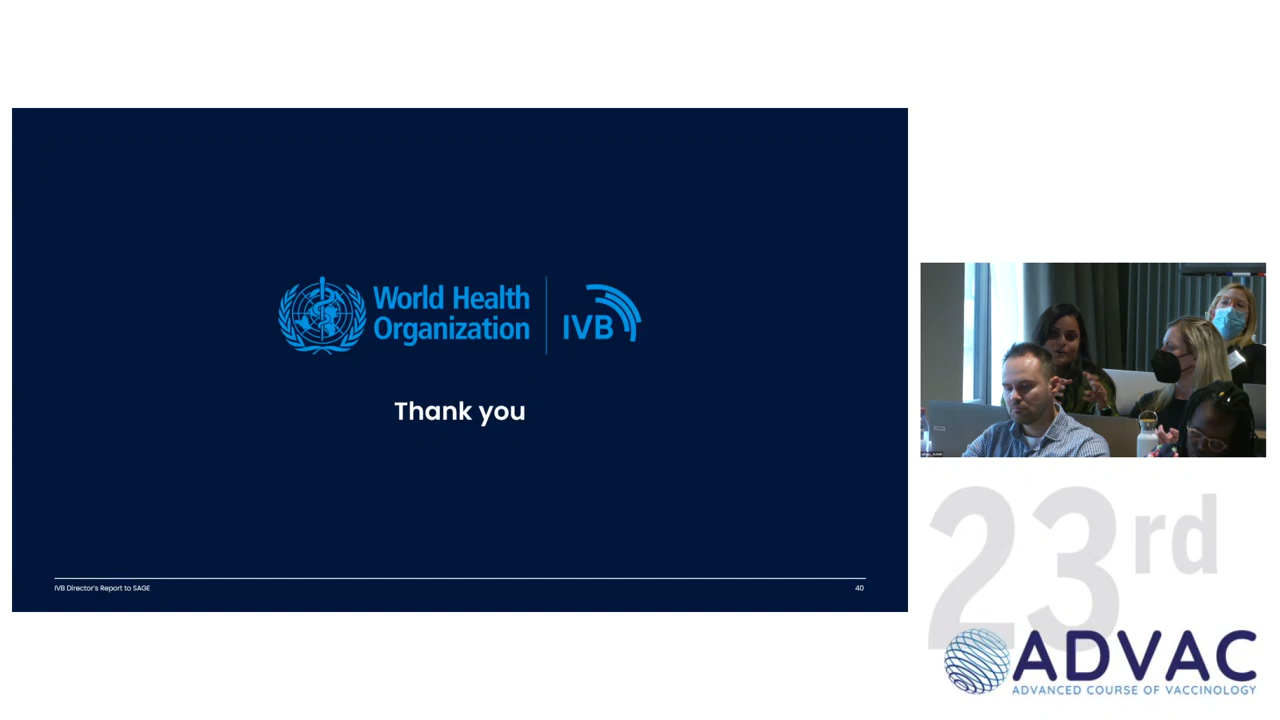 World Health
Organization
IVB
Thank you
IVB Director's Report to SAGE
40
23rd
ADVAC
ADVANCED COURSE OF VACCINOLOGY